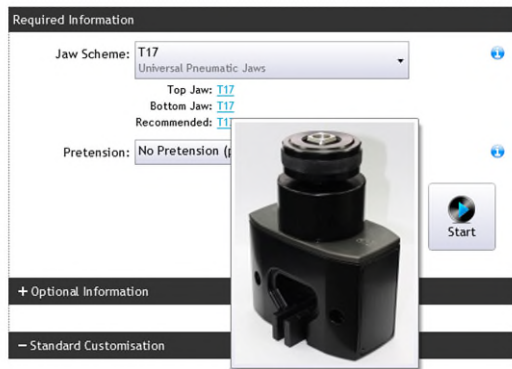 Required Information
Jaw Scheme: T17
Universal Pneumatic Jaws
Top Jaw: T17
Bottom Jaw: T17
Recommended:
Pretension: No Pretension
Start
+ Optional Information
− Standard Customisation